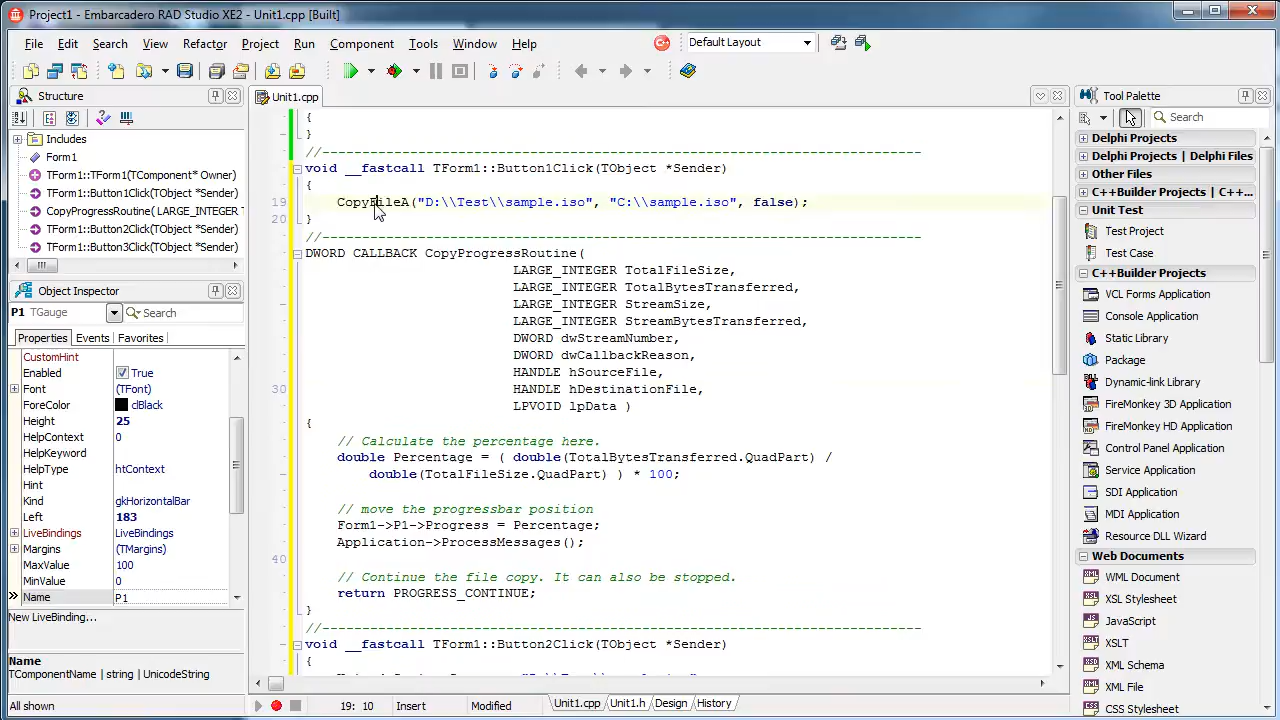 Project1 - Embarcadero RAD Studio XE2 - Unit1.cpp [Built]
File Edit Search View Refactor Project Run Component Tools Window Help
Default Layout
Structure
Includes
Form1
TForm1::TForm1(TComponent* Owner)
TForm1::Button1Click(TObject *Sender)
CopyProgressRoutine( LARGE_INTEGER T
TForm1::Button2Click(TObject *Sender)
TForm1::Button3Click(TObject *Sender)
Object Inspector
P1 TGauge
Search
Properties Events Favorites
CustomHint
Enabled True
Font (TFont)
ForeColor clBlack
Height 25
HelpContext 0
HelpKeyword
HelpType htContext
Hint
Kind gkHorizontalBar
Left 183
LiveBindings LiveBindings
Margins (TMargins)
MaxValue 100
MinValue 0
Name P1
New LiveBinding...
Name
TComponentName | string | UnicodeString
All shown
Unit1.cpp
{
}
//---------------------------------------------------------------------------
void __fastcall TForm1::Button1Click(TObject *Sender)
{
19 CopyFileA("D:\\Test\\sample.iso", "C:\\sample.iso", false);
20 }
//---------------------------------------------------------------------------
DWORD CALLBACK CopyProgressRoutine(
LARGE_INTEGER TotalFileSize,
LARGE_INTEGER TotalBytesTransferred,
LARGE_INTEGER StreamSize,
LARGE_INTEGER StreamBytesTransferred,
DWORD dwStreamNumber,
DWORD dwCallbackReason,
HANDLE hSourceFile,
30 HANDLE hDestinationFile,
LPVOID lpData )
{
// Calculate the percentage here.
double Percentage = ( double(TotalBytesTransferred.QuadPart) /
double(TotalFileSize.QuadPart) ) * 100;
// move the progressbar position
Form1->P1->Progress = Percentage;
Application->ProcessMessages();
40
// Continue the file copy. It can also be stopped.
return PROGRESS_CONTINUE;
}
//---------------------------------------------------------------------------
void __fastcall TForm1::Button2Click(TObject *Sender)
{
19: 10 Insert Modified Unit1.cpp Unit1.h Design History
Tool Palette
Search
Delphi Projects
Delphi Projects | Delphi Files
Other Files
C++Builder Projects | C++...
Unit Test
Test Project
Test Case
C++Builder Projects
VCL Forms Application
Console Application
Static Library
Package
Dynamic-link Library
FireMonkey 3D Application
FireMonkey HD Application
Control Panel Application
Service Application
SDI Application
MDI Application
Resource DLL Wizard
Web Documents
WML Document
XSL Stylesheet
JavaScript
XSLT
XML Schema
XML File
CSS Stylesheet